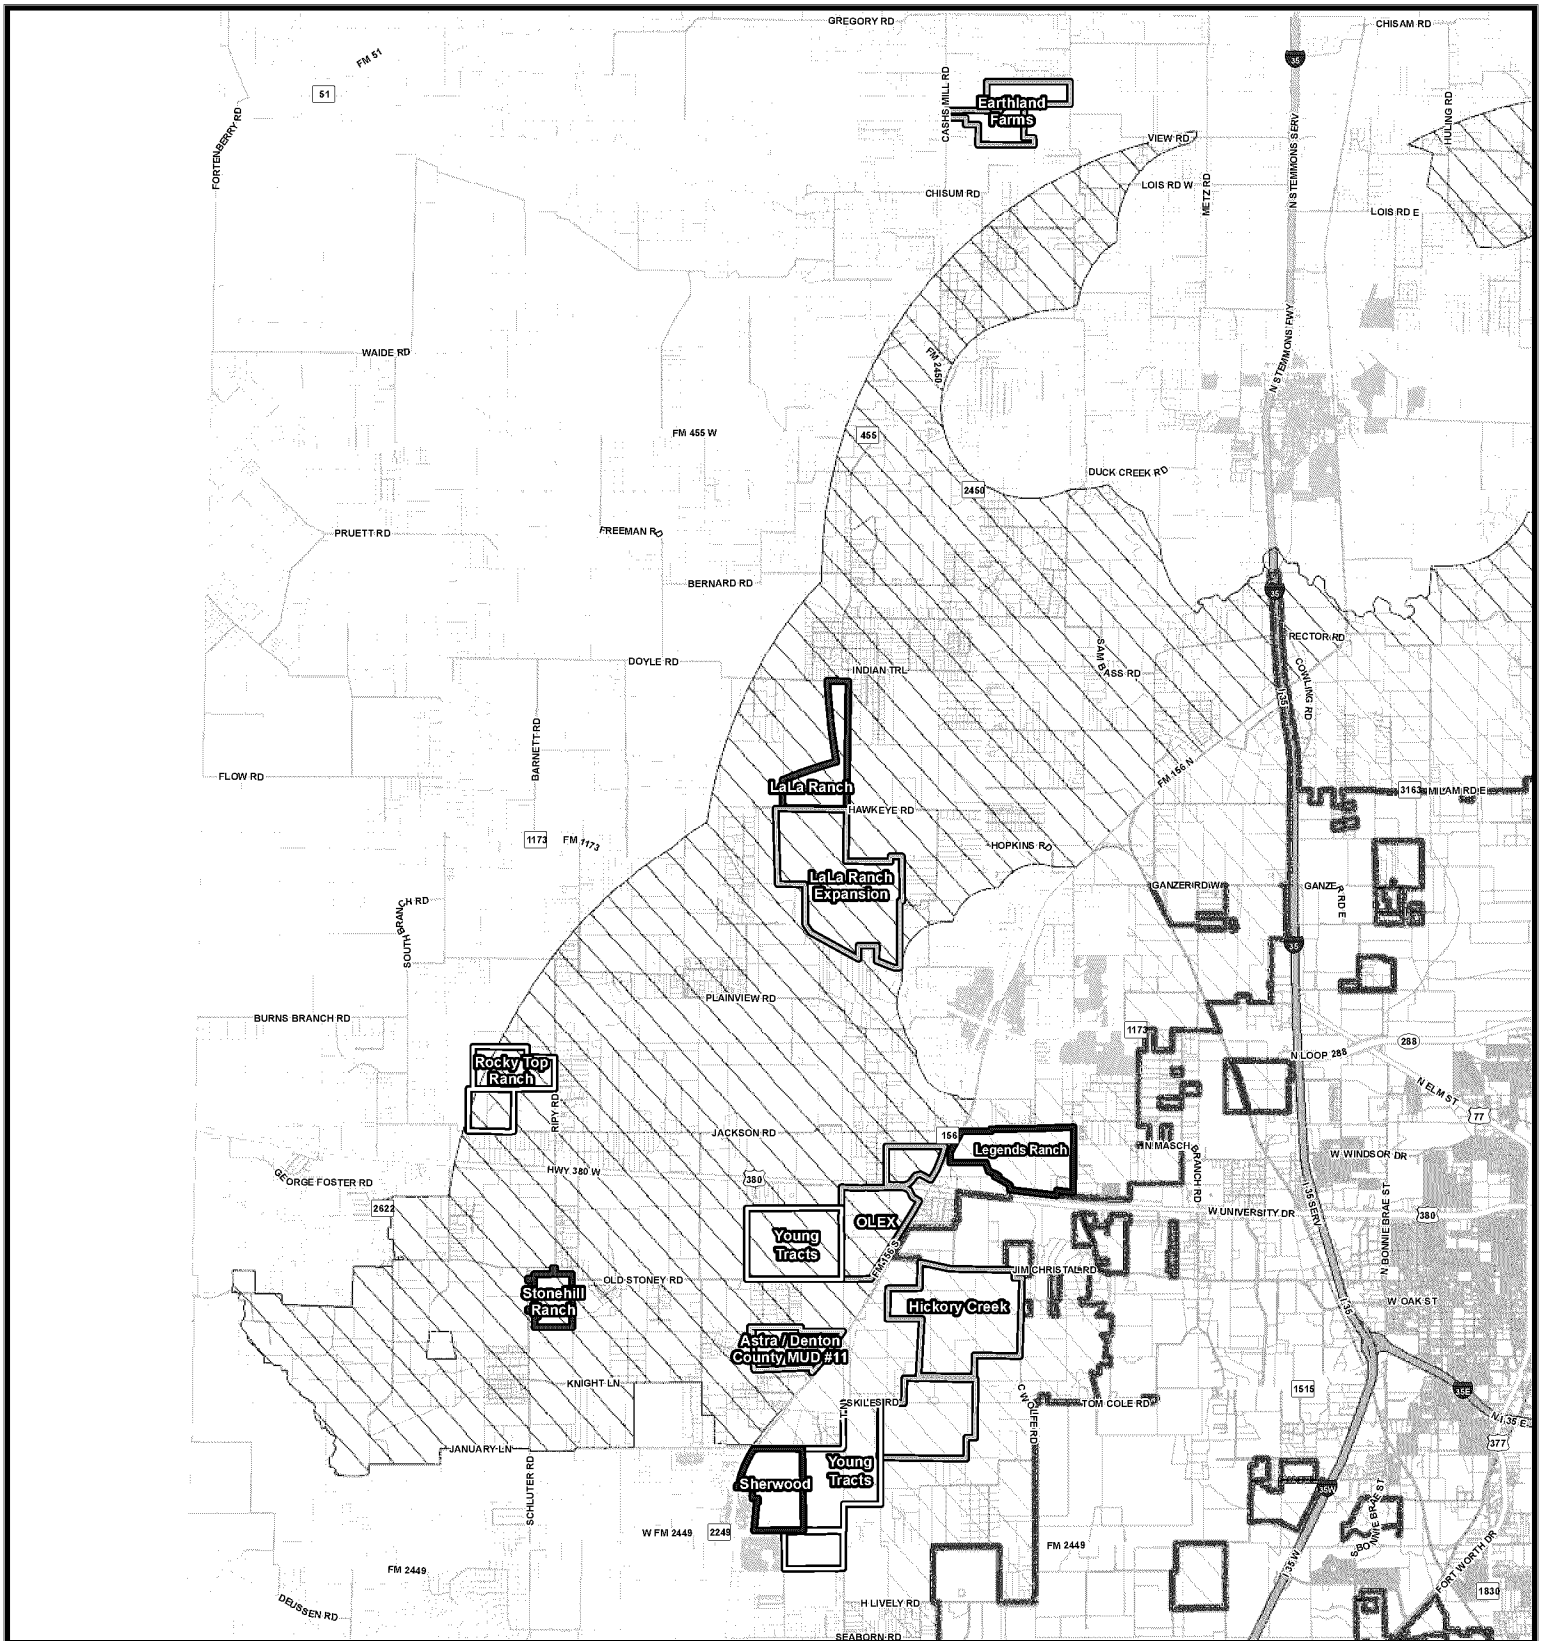 GREGORY RD
CHISAM RD
FM 51
35
51
CASHS MILL RD
HULING RD
Earthland
Farms
FORTENBERRY RD
N STEMMONS SERV
VIEW RD
LOIS RD W
METZ RD
CHISUM RD
LOIS RD E
N STEMMONS FWY
WAIDE RD
FM 2450
FM 455 W
455
DUCK CREEK RD
2450
PRUETT RD
FREEMAN RD
BERNARD RD
35
RECTOR RD
DOYLE RD
INDIAN TRL
SAM BASS RD
COWLING RD
I 35
BARNETT RD
FLOW RD
FM 156 N
LaLa Ranch
3163
MILAM RD E
HAWKEYE RD
1173
FM 1173
HOPKINS RD
LaLa Ranch
Expansion
GANZER RD W
GANZER RD E
SOUTH BRANCH RD
35
PLAINVIEW RD
BURNS BRANCH RD
1173
288
N LOOP 288
Rocky Top
Ranch
N ELM ST
77
RIPY RD
JACKSON RD
156
Legends Ranch
N MASCH BRANCH RD
W WINDSOR DR
HWY 380 W
380
GEORGE FOSTER RD
2622
I 35 SERV
N BONNIE BRAE ST
W UNIVERSITY DR
380
OLEX
Young
Tracts
FM 156 S
JIM CHRISTAL RD
OLD STONEY RD
Stonehill
Ranch
Hickory Creek
I 35
W OAK ST
Astra / Denton
County MUD #11
KNIGHT LN
1515
35E
C WOLFE RD
SKILES RD
TOM COLE RD
N I 35 E
377
JANUARY LN
Young
Tracts
Sherwood
SCHLUTER RD
35W
S BONNIE BRAE ST
W FM 2449
2249
FM 2449
FM 2449
I 35 W
FORT WORTH DR
1830
DEUSSEN RD
H LIVELY RD
SEABORN RD